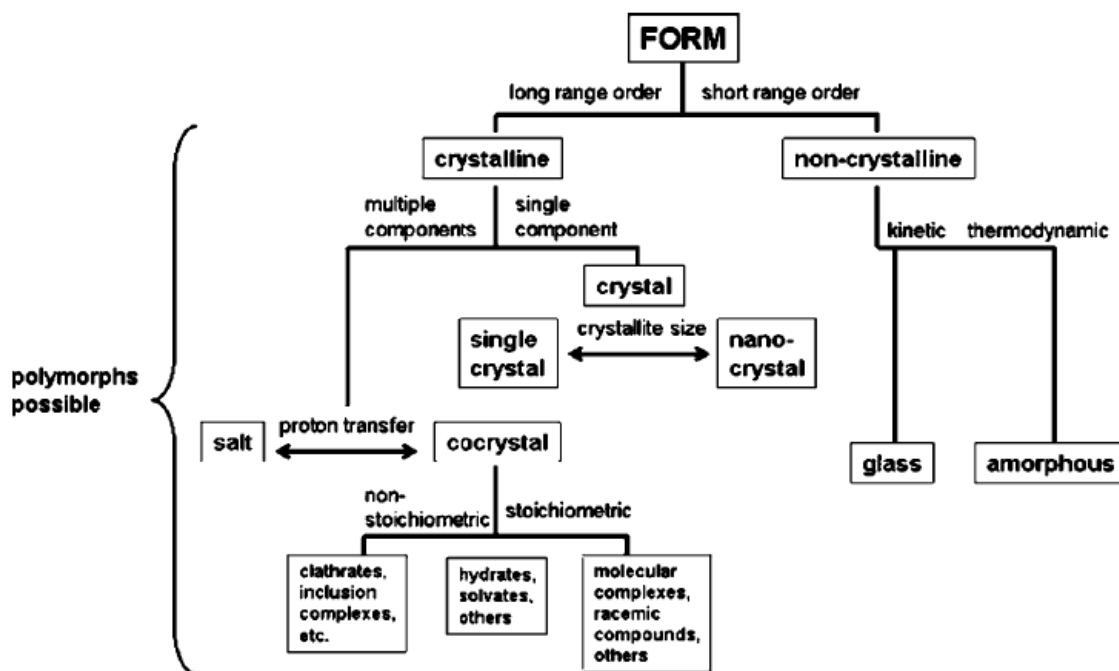 FORM
long range order
short range order
crystalline
non-crystalline
multiple
components
single
component
kinetic
thermodynamic
crystal
single
crystal
crystallite size
nano-
crystal
polymorphs
possible
salt
proton transfer
cocrystal
glass
amorphous
non-
stoichiometric
stoichiometric
clathrates,
inclusion
complexes,
etc.
hydrates,
solvates,
others
molecular
complexes,
racemic
compounds,
others